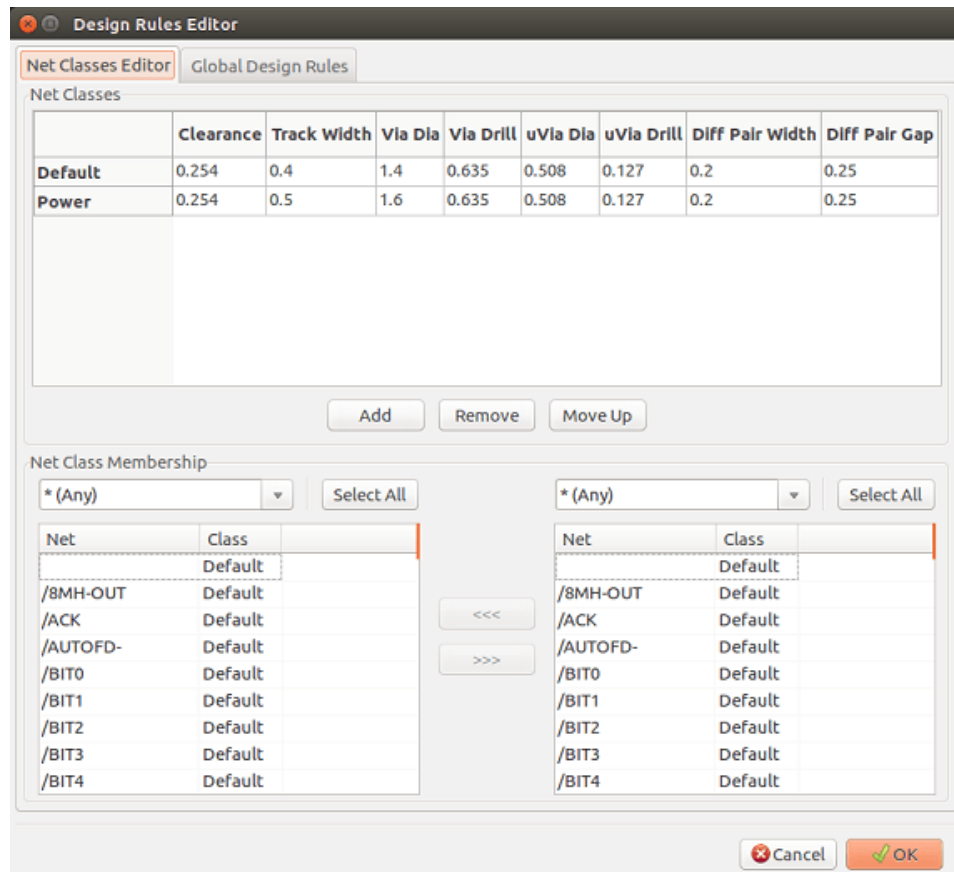 Design Rules Editor
Net Classes Editor Global Design Rules
Net Classes
Clearance Track Width Via Dia Via Drill uVia Dia uVia Drill Diff Pair Width Diff Pair Gap
Default 0.254 0.4 1.4 0.635 0.508 0.127 0.2 0.25
Power 0.254 0.5 1.6 0.635 0.508 0.127 0.2 0.25
Add Remove Move Up
Net Class Membership
* (Any) Select All * (Any) Select All
Net Class Net Class
Default Default
/8MH-OUT Default /8MH-OUT Default
/ACK Default <<< /ACK Default
/AUTOFD- Default /AUTOFD- Default
/BIT0 Default >>> /BIT0 Default
/BIT1 Default /BIT1 Default
/BIT2 Default /BIT2 Default
/BIT3 Default /BIT3 Default
/BIT4 Default /BIT4 Default
Cancel OK